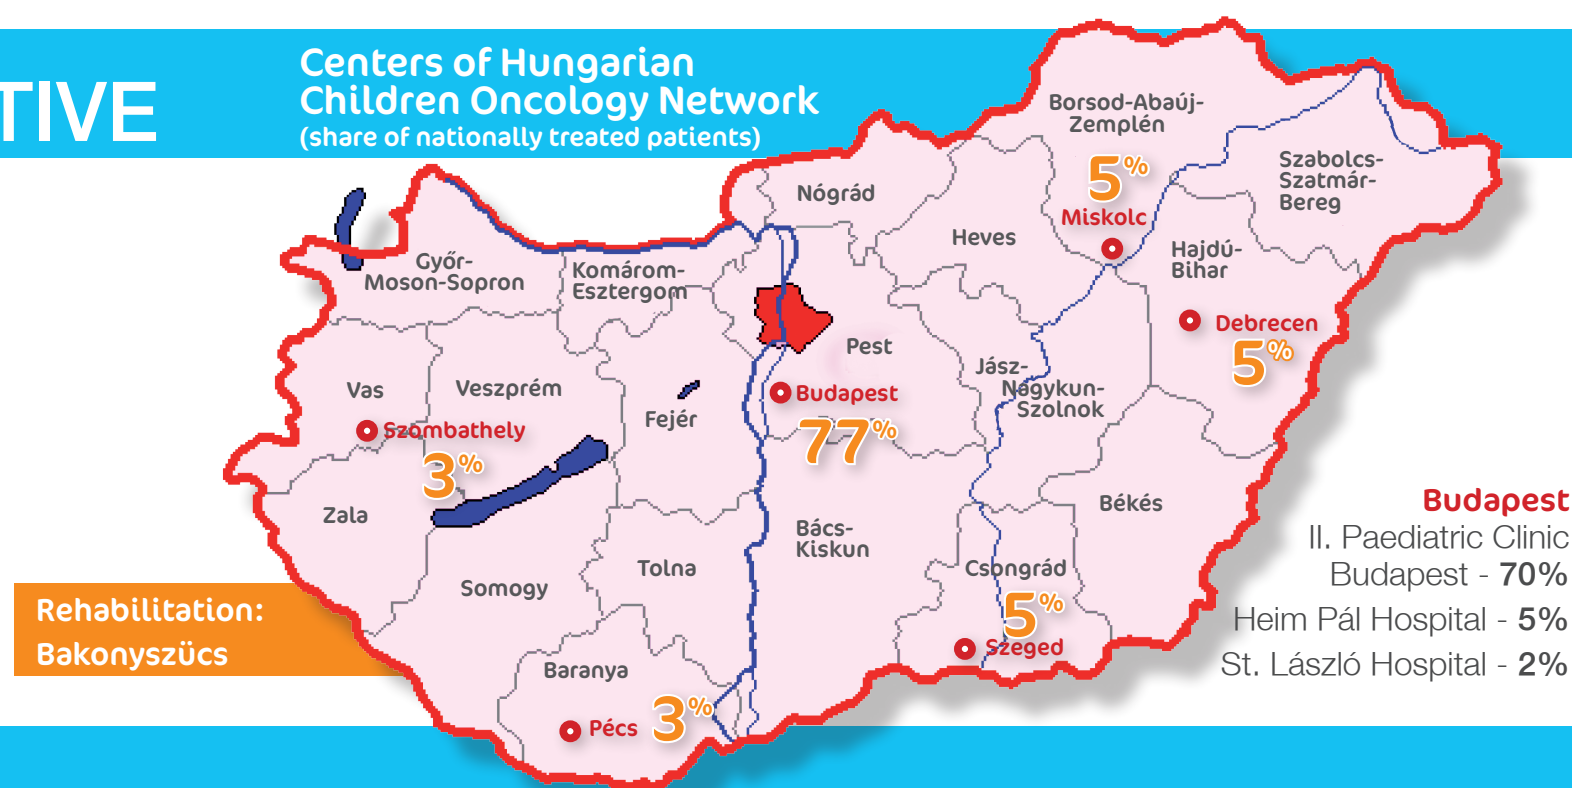 TIVE
Centers of Hungarian
Children Oncology Network
(share of nationally treated patients)
Borsod-Abaúj-
Zemplén
5%
Miskolc
Szabolcs-
Szatmár-
Bereg
Nógrád
Heves
Hajdú-
Bihar
Debrecen
5%
Győr-
Moson-Sopron
Komárom-
Esztergom
Pest
Budapest
77%
Jász-
Nagykun-
Szolnok
Vas
Veszprém
Fejér
Szombathely
3%
Zala
Bács-
Kiskun
Békés
Tolna
Somogy
Csongrád
5%
Szeged
Baranya
Pécs
3%
Rehabilitation:
Bakonyszücs
Budapest
II. Paediatric Clinic
Budapest - 70%
Heim Pál Hospital - 5%
St. László Hospital - 2%